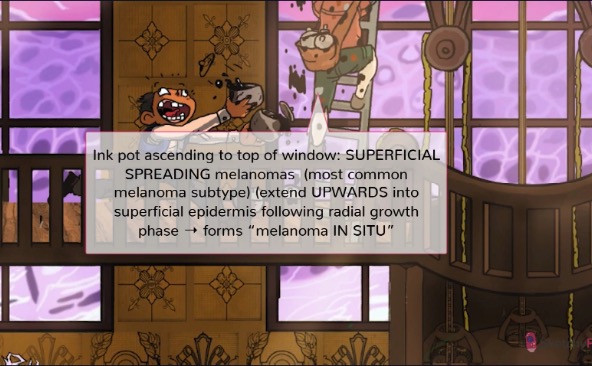 Ink pot ascending to top of window: SUPERFICIAL
SPREADING melanomas (most common
melanoma subtype) (extend UPWARDS into
superficial epidermis following radial growth
phase → forms “melanoma IN SITU”